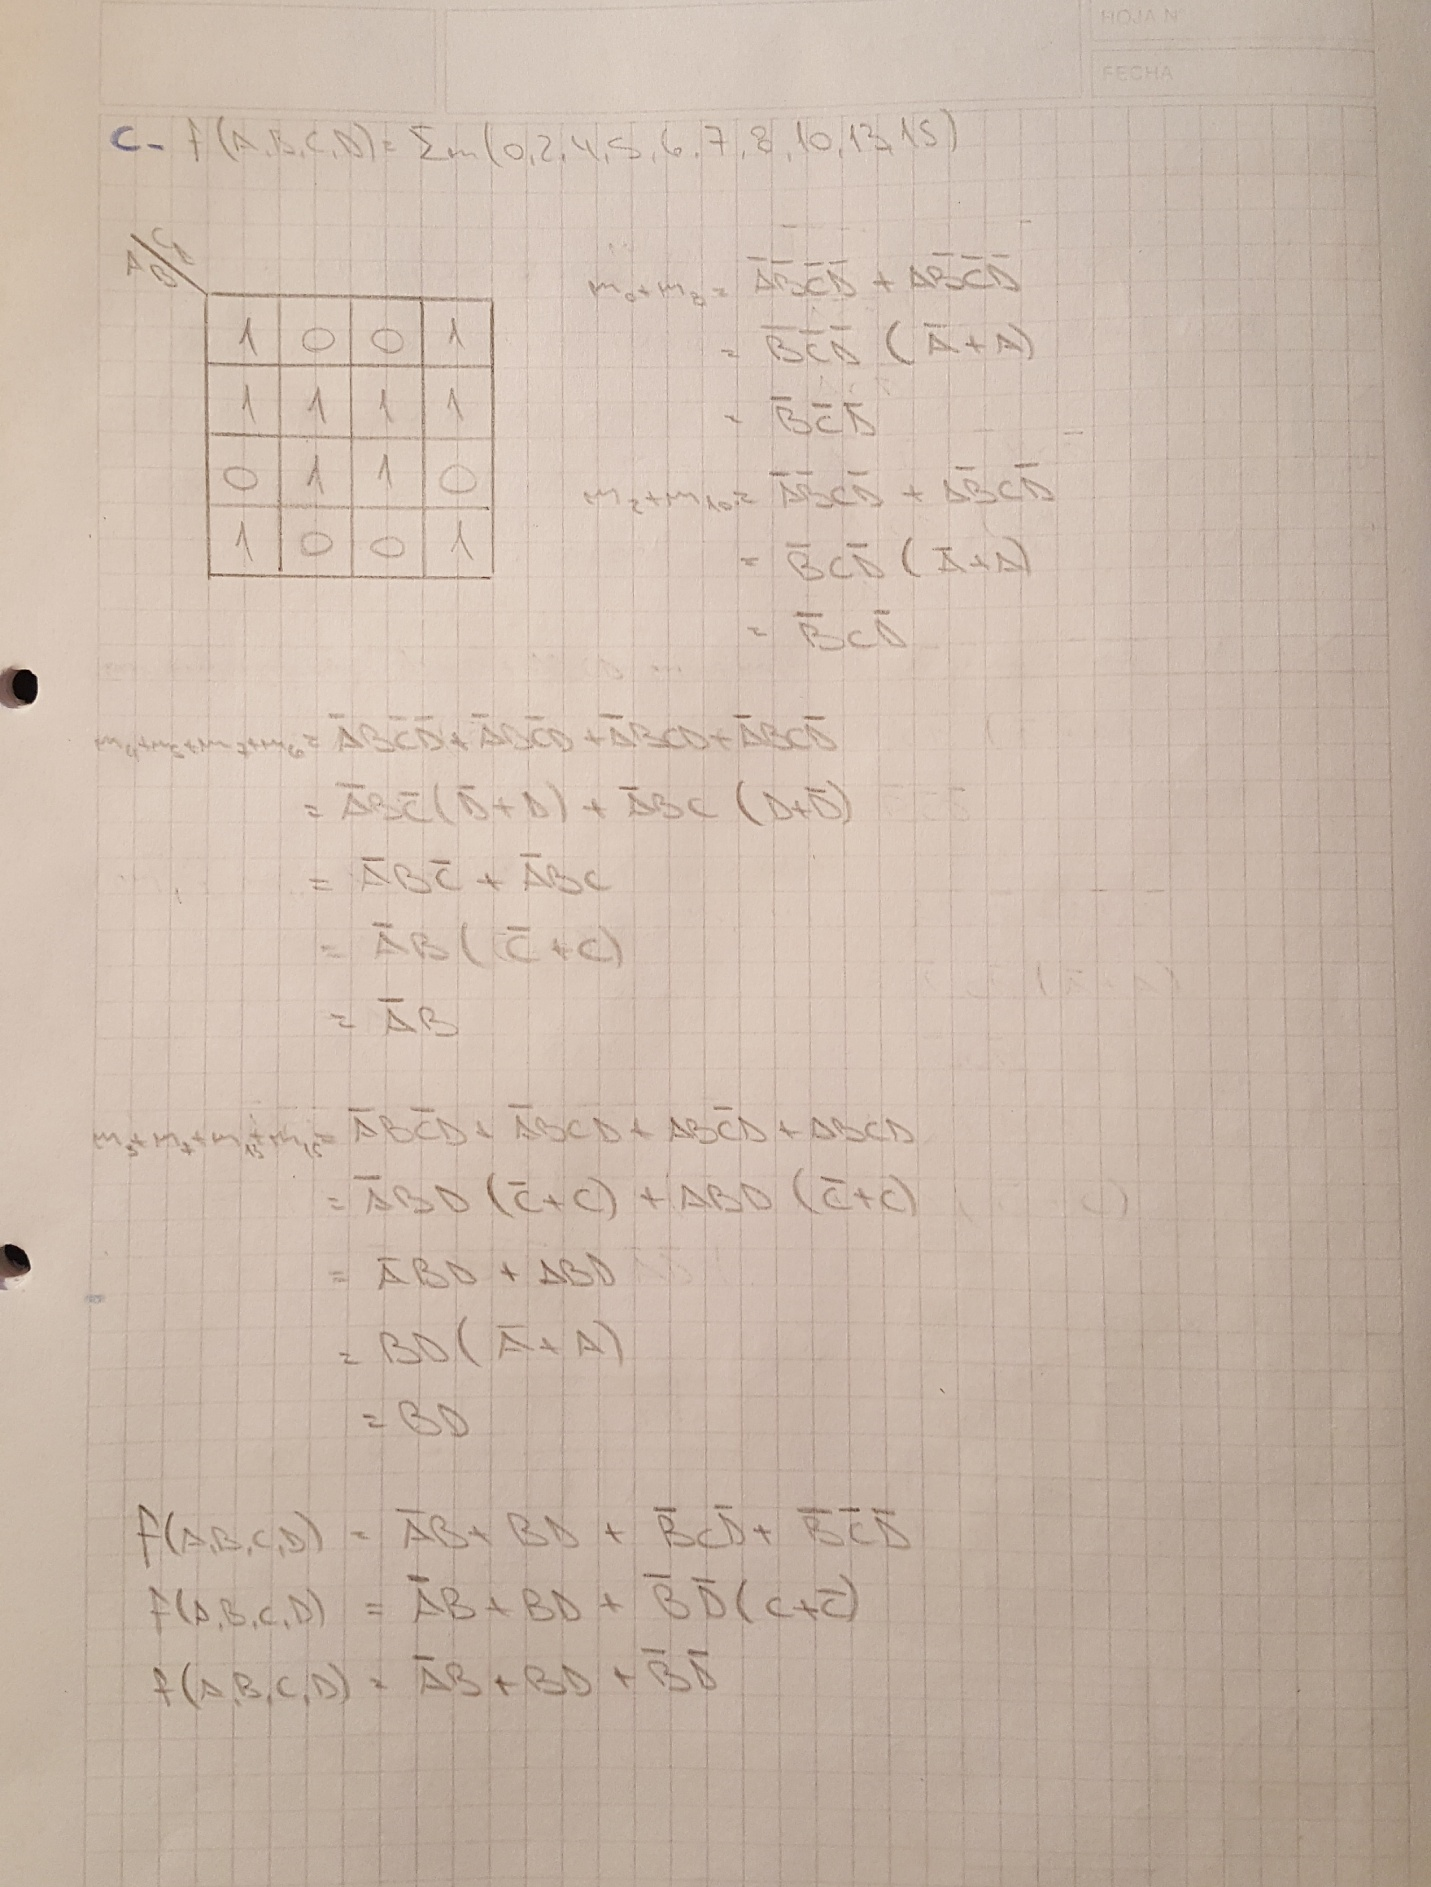 HOJA N°
FECHA
C- f(A,B,C,D)= Σm(0,2,4,5,6,7,8,10,13,15)
AB\CD
1 0 0 1
1 1 1 1
0 1 1 0
1 0 0 1
m₀+m₈= A̅B̅C̅D̅ + AB̅C̅D̅
= B̅C̅D̅ (A̅+A)
= B̅C̅D̅
m₂+m₁₀= A̅B̅CD̅ + AB̅CD̅
= B̅CD̅ (A̅+A)
= B̅CD̅
m₄+m₅+m₇+m₆= A̅BC̅D̅+A̅BC̅D+A̅BCD+A̅BCD̅
= A̅BC̅(D̅+D) + A̅BC (D+D̅)
= A̅BC̅ + A̅BC
= A̅B(C̅+C)
= A̅B
m₅+m₇+m₁₃+m₁₅= A̅BC̅D+ A̅BCD+ABC̅D+ABCD
= A̅BD (C̅+C) + ABD (C̅+C)
= A̅BD + ABD
= BD(A̅+A)
= BD
f(A,B,C,D) = A̅B+ BD + B̅CD̅+ B̅C̅D̅
f(A,B,C,D) = A̅B+BD+ B̅D̅(C+C̅)
f(A,B,C,D) = A̅B+BD+B̅D̅